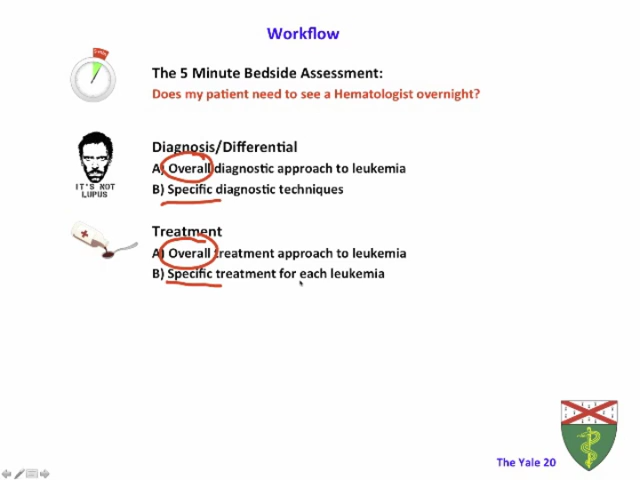 Workflow
The 5 Minute Bedside Assessment:
Does my patient need to see a Hematologist overnight?
Diagnosis/Differential
A) Overall diagnostic approach to leukemia
B) Specific diagnostic techniques
IT'S NOT
LUPUS
Treatment
A) Overall treatment approach to leukemia
B) Specific treatment for each leukemia
The Yale 20